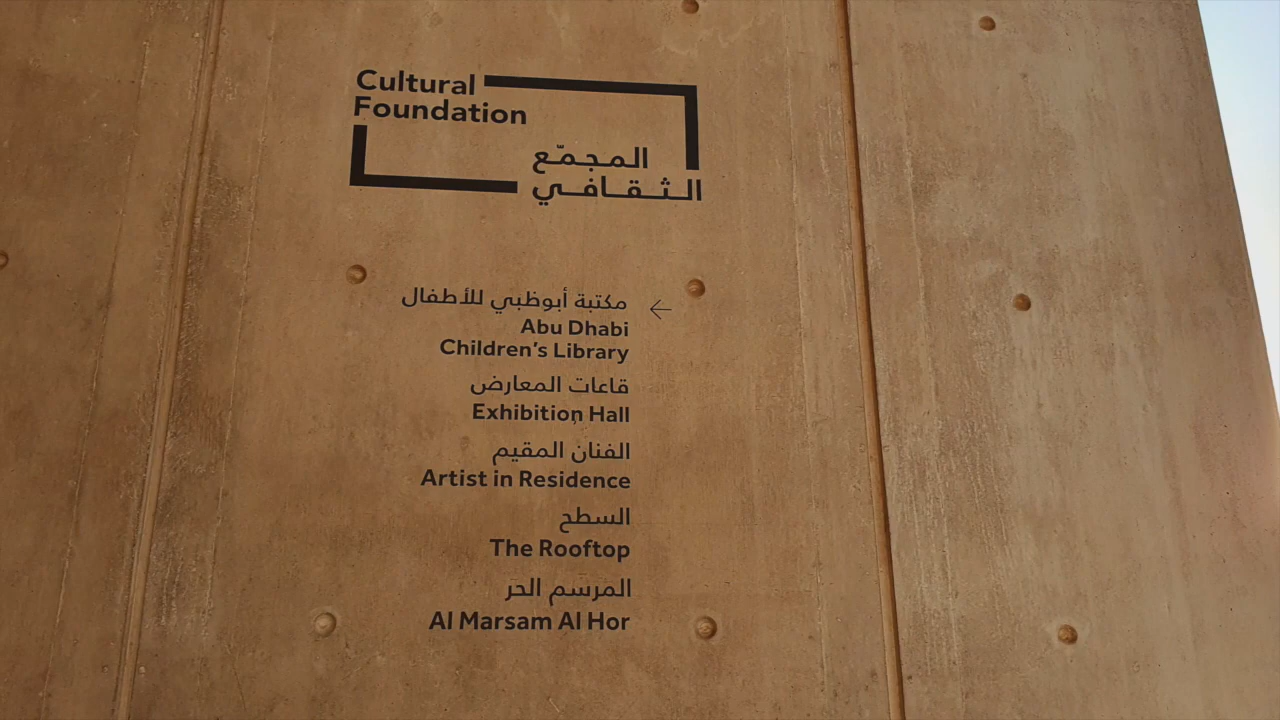 Cultural
Foundation
المجمّع
الثقافي
مكتبة أبوظبي للأطفال
Abu Dhabi
Children's Library
قاعات المعارض
Exhibition Hall
الفنان المقيم
Artist in Residence
السطح
The Rooftop
المرسم الحر
Al Marsam Al Hor